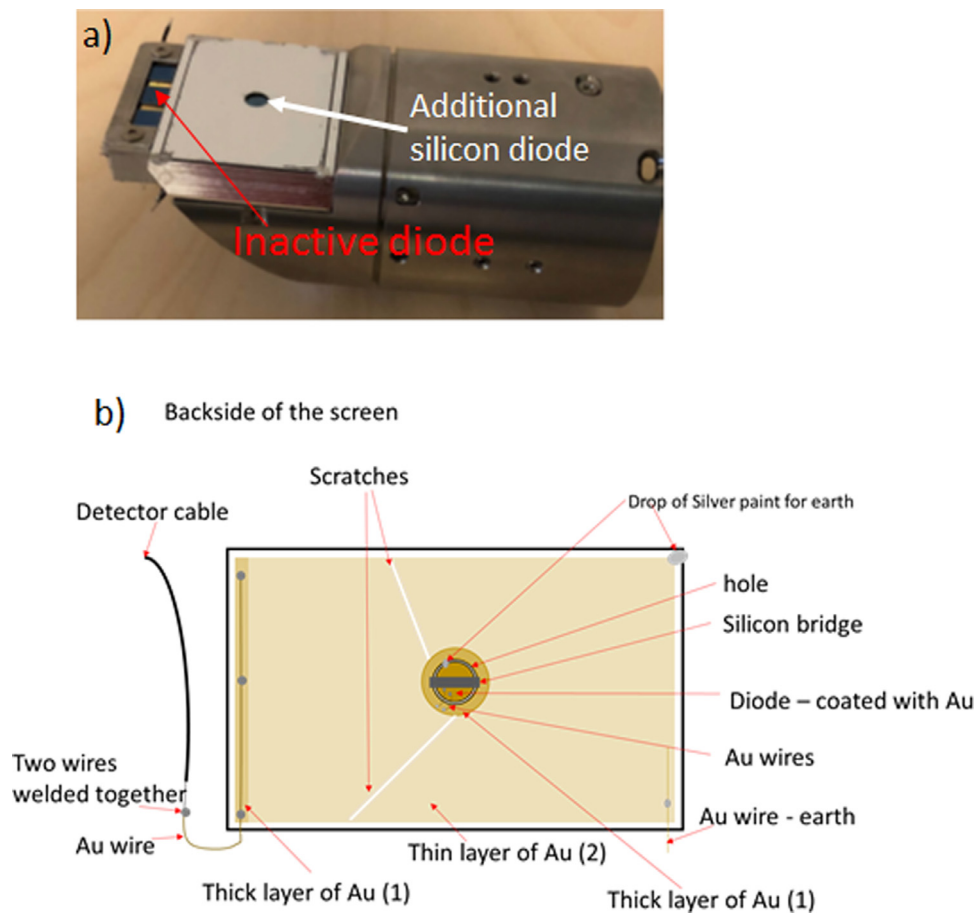 a)
Additional
silicon diode
Inactive diode
b)
Backside of the screen
Scratches
Drop of Silver paint for earth
Detector cable
hole
Silicon bridge
Diode – coated with Au
Au wires
Two wires
welded together
Au wire - earth
Au wire
Thin layer of Au (2)
Thick layer of Au (1)
Thick layer of Au (1)